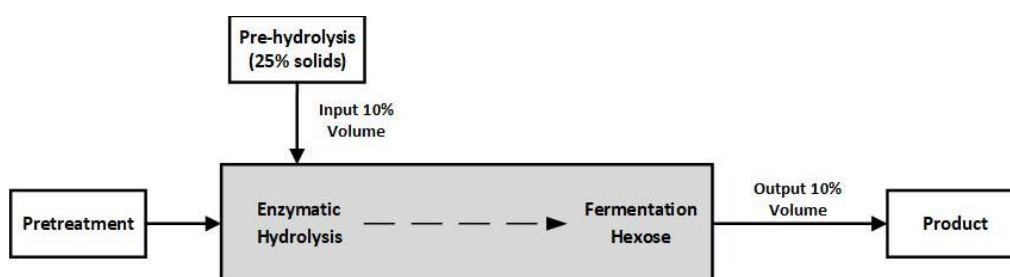 Pre-hydrolysis
(25% solids)
Input 10%
Volume
Pretreatment
Enzymatic
Hydrolysis
Fermentation
Hexose
Output 10%
Volume
Product